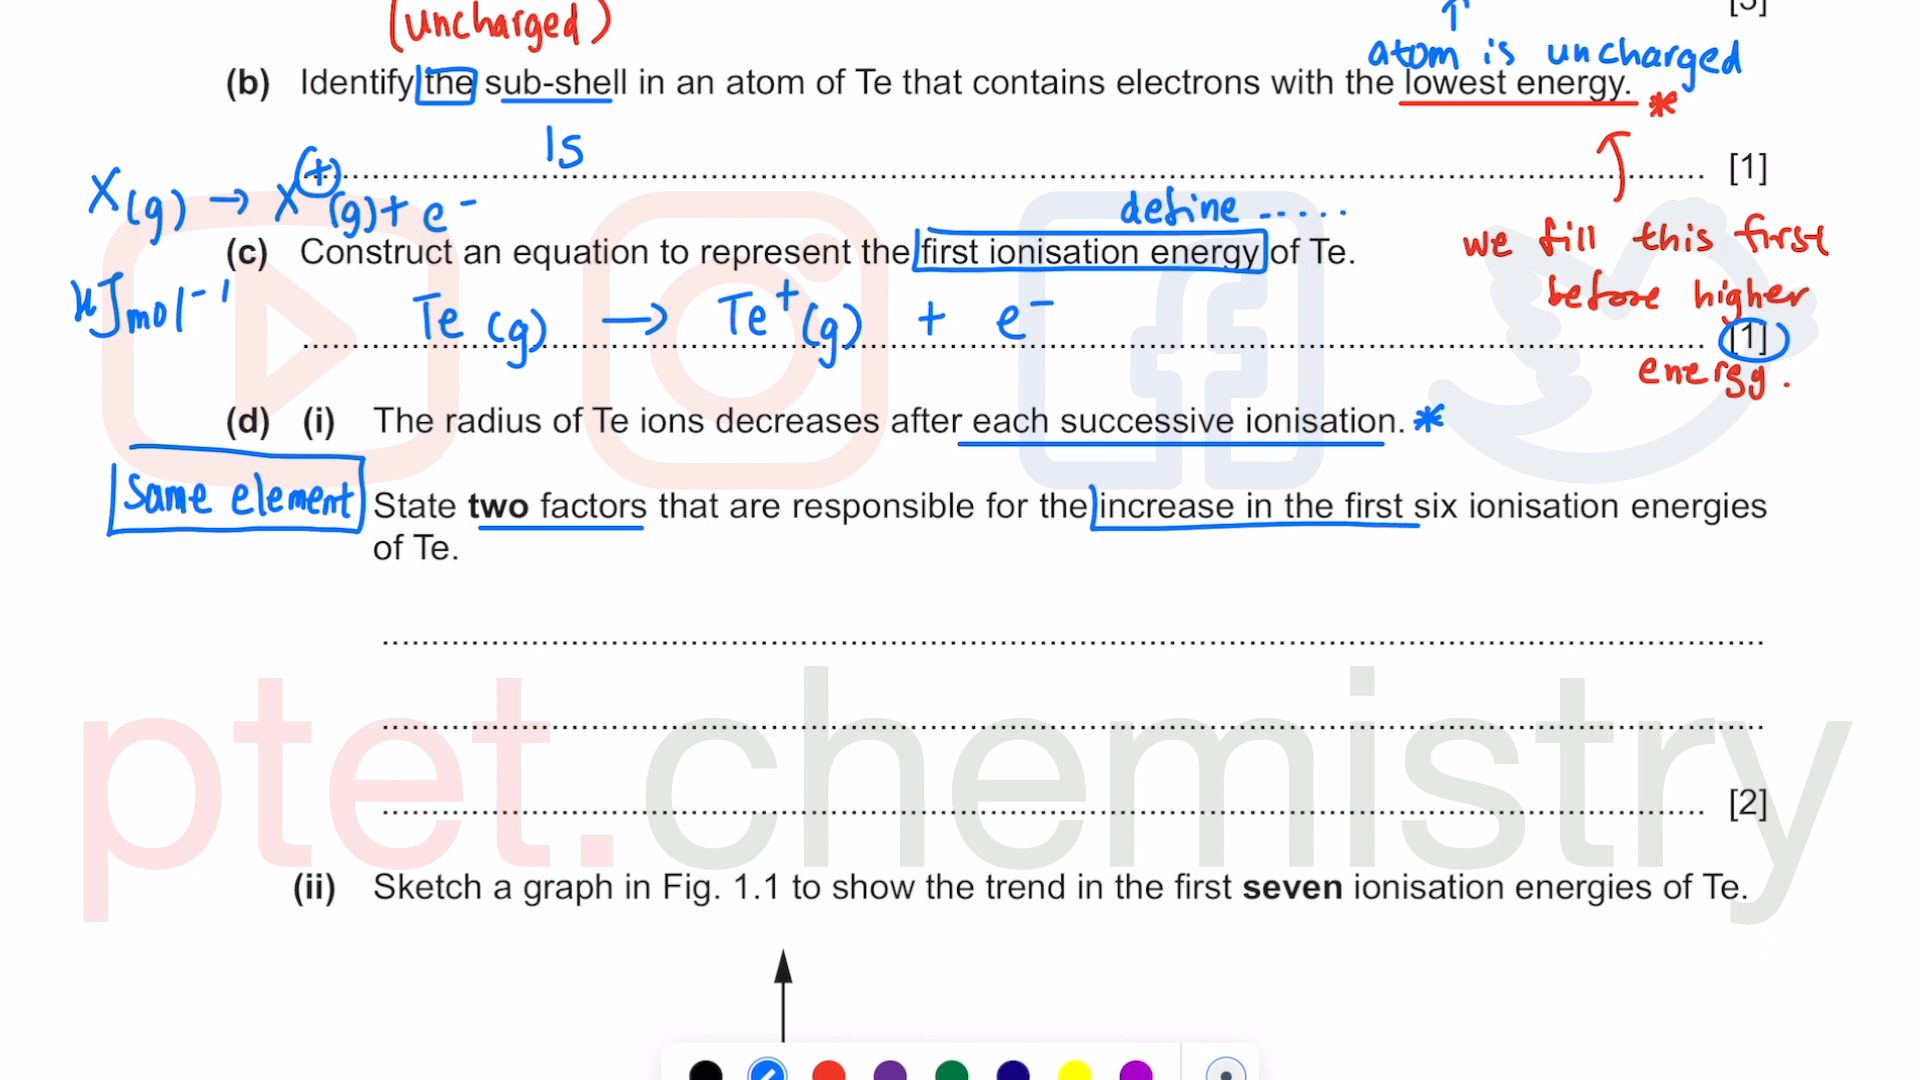 (uncharged)
[3]
atom is uncharged
(b) Identify the sub-shell in an atom of Te that contains electrons with the lowest energy. *
1s
[1]
X(g) → X⁺(g) + e⁻
define .....
(c) Construct an equation to represent the first ionisation energy of Te.
we fill this first
before higher
energy.
kJmol⁻¹
Te (g) → Te⁺(g) + e⁻
[1]
(d) (i) The radius of Te ions decreases after each successive ionisation. *
Same element
State two factors that are responsible for the increase in the first six ionisation energies
of Te.
ptet.chemistry
[2]
(ii) Sketch a graph in Fig. 1.1 to show the trend in the first seven ionisation energies of Te.